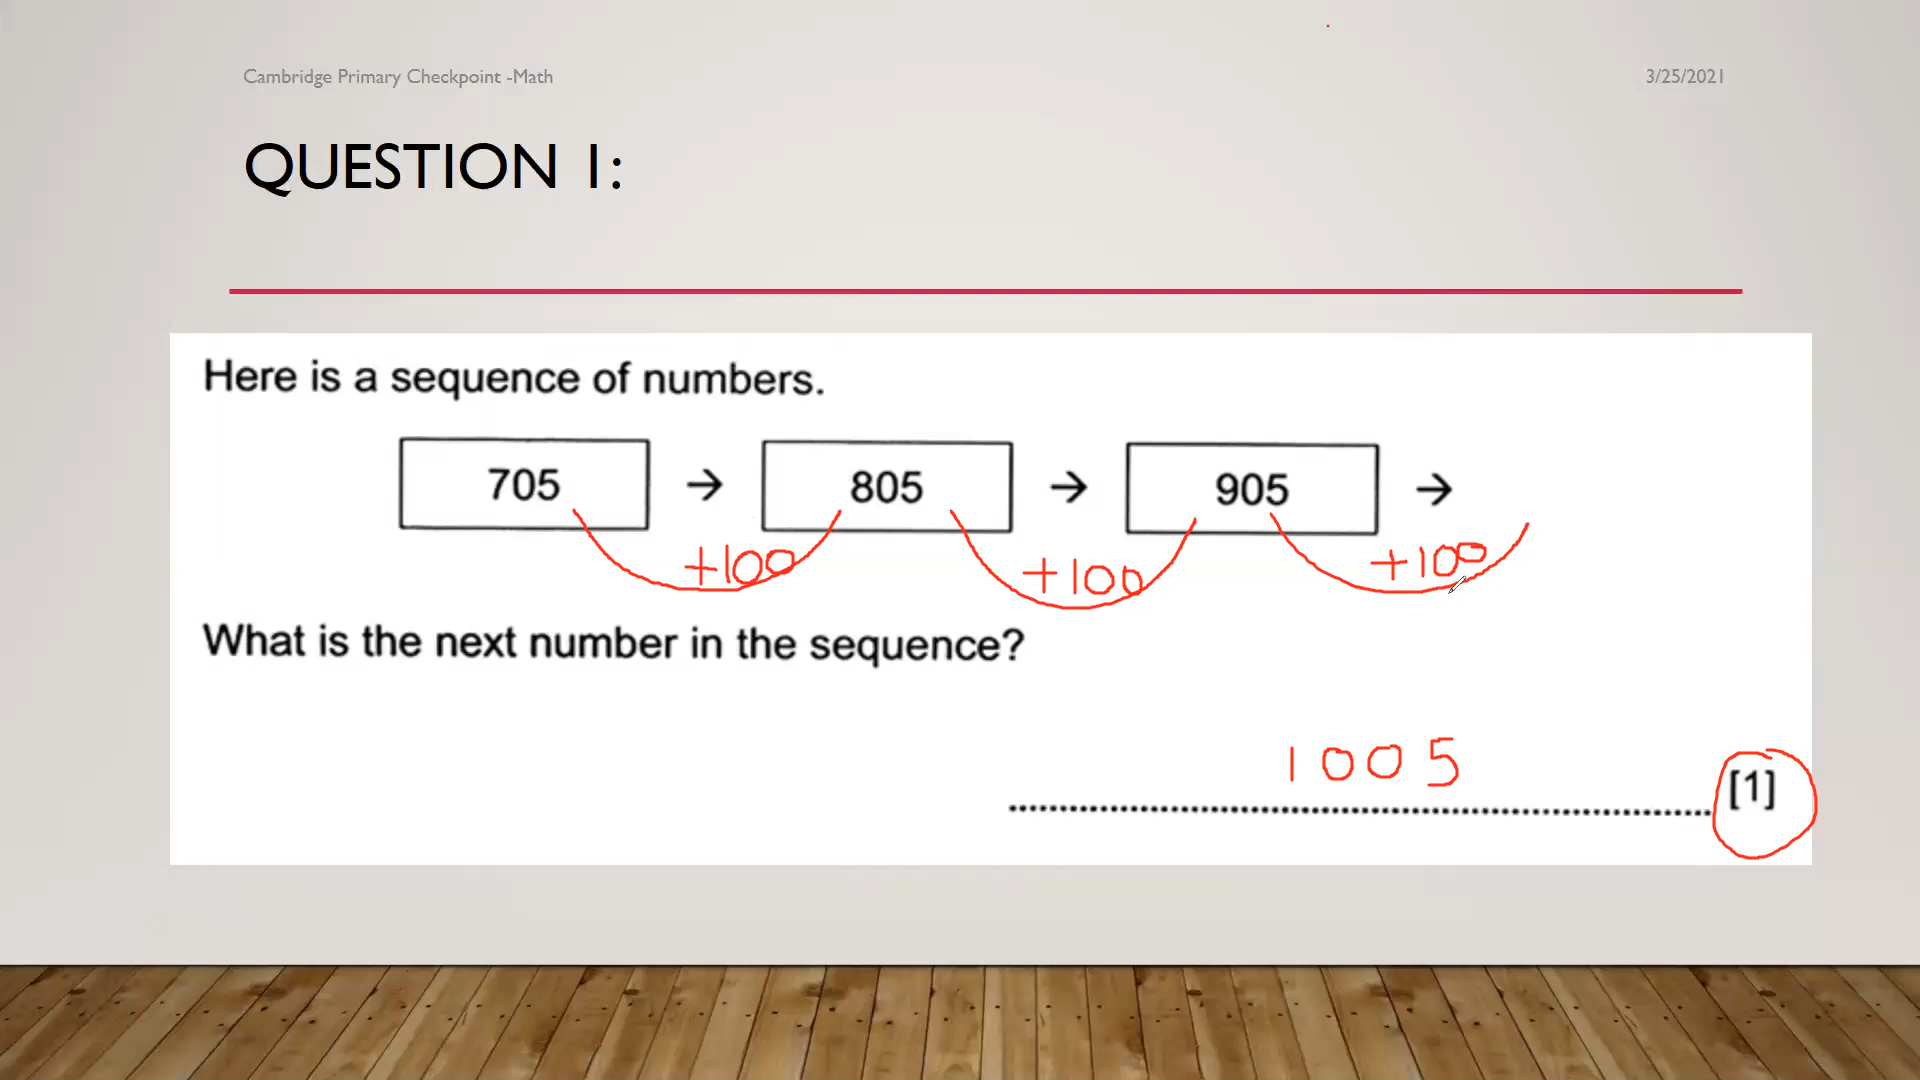 Cambridge Primary Checkpoint -Math 3/25/2021
QUESTION 1:
Here is a sequence of numbers.
705 → 805 → 905 →
+100 +100 +100
What is the next number in the sequence?
1005
[1]